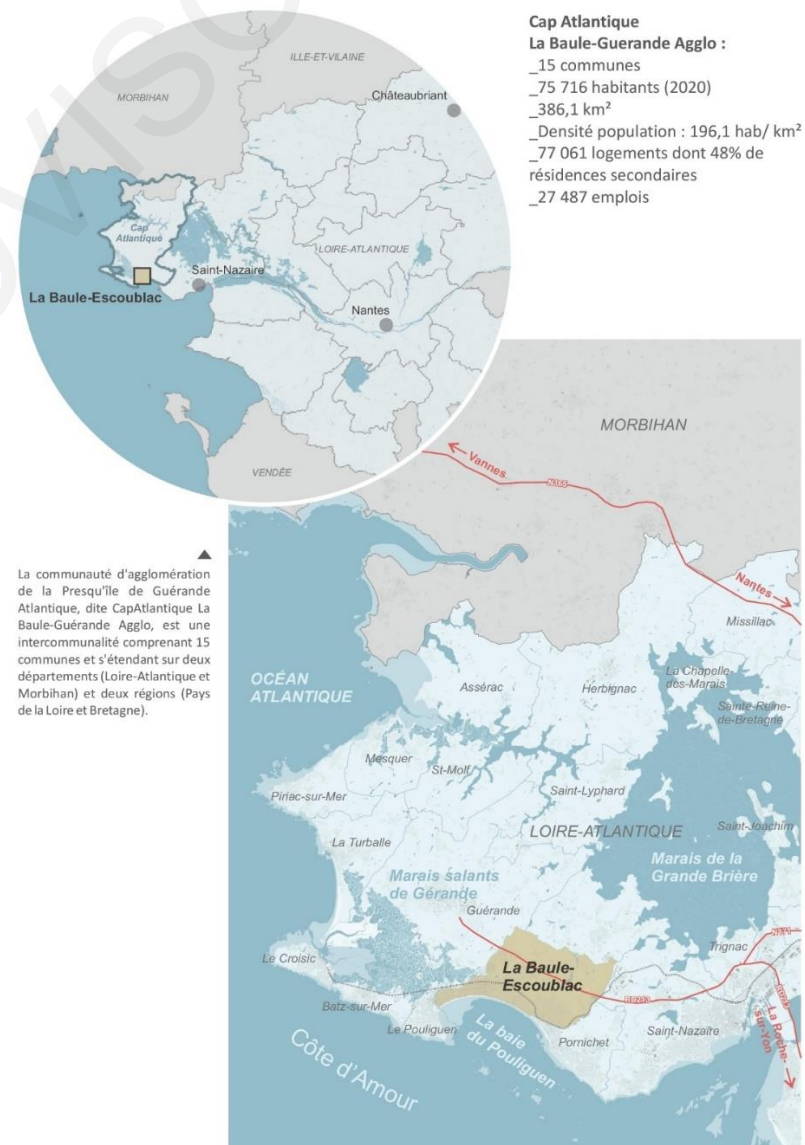 Cap Atlantique
La Baule-Guerande Agglo :
_15 communes
_75 716 habitants (2020)
_386,1 km²
_Densité population : 196,1 hab/ km²
_77 061 logements dont 48% de
résidences secondaires
_27 487 emplois
ILLE-ET-VILAINE
MORBIHAN
Châteaubriant
Cap
Atlantique
LOIRE-ATLANTIQUE
Saint-Nazaire
La Baule-Escoublac
Nantes
VENDÉE
▲
La communauté d'agglomération
de la Presqu'île de Guérande
Atlantique, dite CapAtlantique La
Baule-Guérande Agglo, est une
intercommunalité comprenant 15
communes et s'étendant sur deux
départements (Loire-Atlantique et
Morbihan) et deux régions (Pays
de la Loire et Bretagne).
MORBIHAN
Vannes
N165
Nantes
Missillac
OCÉAN
ATLANTIQUE
Assérac
Herbignac
La Chapelle-
des-Marais
Sainte-Reine-
de-Bretagne
Mesquer
St-Molf
Piriac-sur-Mer
Saint-Lyphard
La Turballe
LOIRE-ATLANTIQUE
Saint-Joachim
Marais de la
Grande Brière
Marais salants
de Gérande
Guérande
Le Croisic
La Baule-
Escoublac
Trignac
N171
Batz-sur-Mer
Le Pouliguen
La baie
du Pouliguen
Pornichet
Saint-Nazaire
La Roche-
sur-Yon
Côte d'Amour